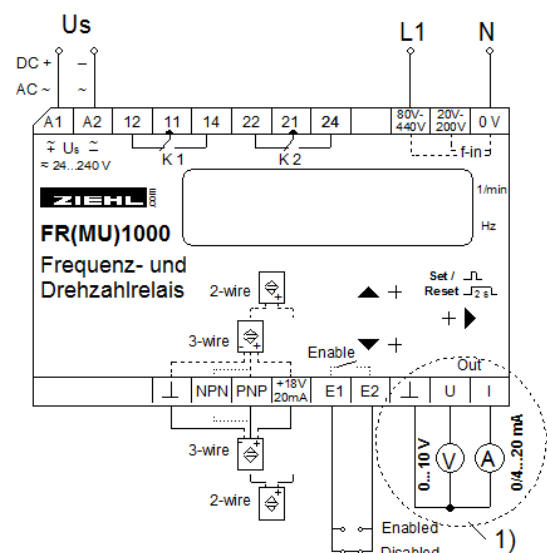 Us
L1 N
DC + –
AC ~ ~
A1 A2 12 11 14 22 21 24 80V-440V 20V-200V 0 V
~ + Us ~ –
K 1 K 2 f-in
≈ 24...240 V
ZIEHL.com
1/min
FR(MU)1000
Hz
Frequenz- und
Drehzahlrelais
2-wire
Set /
Reset 2 s
3-wire
Enable
Out
⊥ NPN PNP +18V 20mA E1 E2 ⊥ U I
3-wire
0...10 V V A 0/4...20 mA
2-wire
Enabled
Disabled
1)